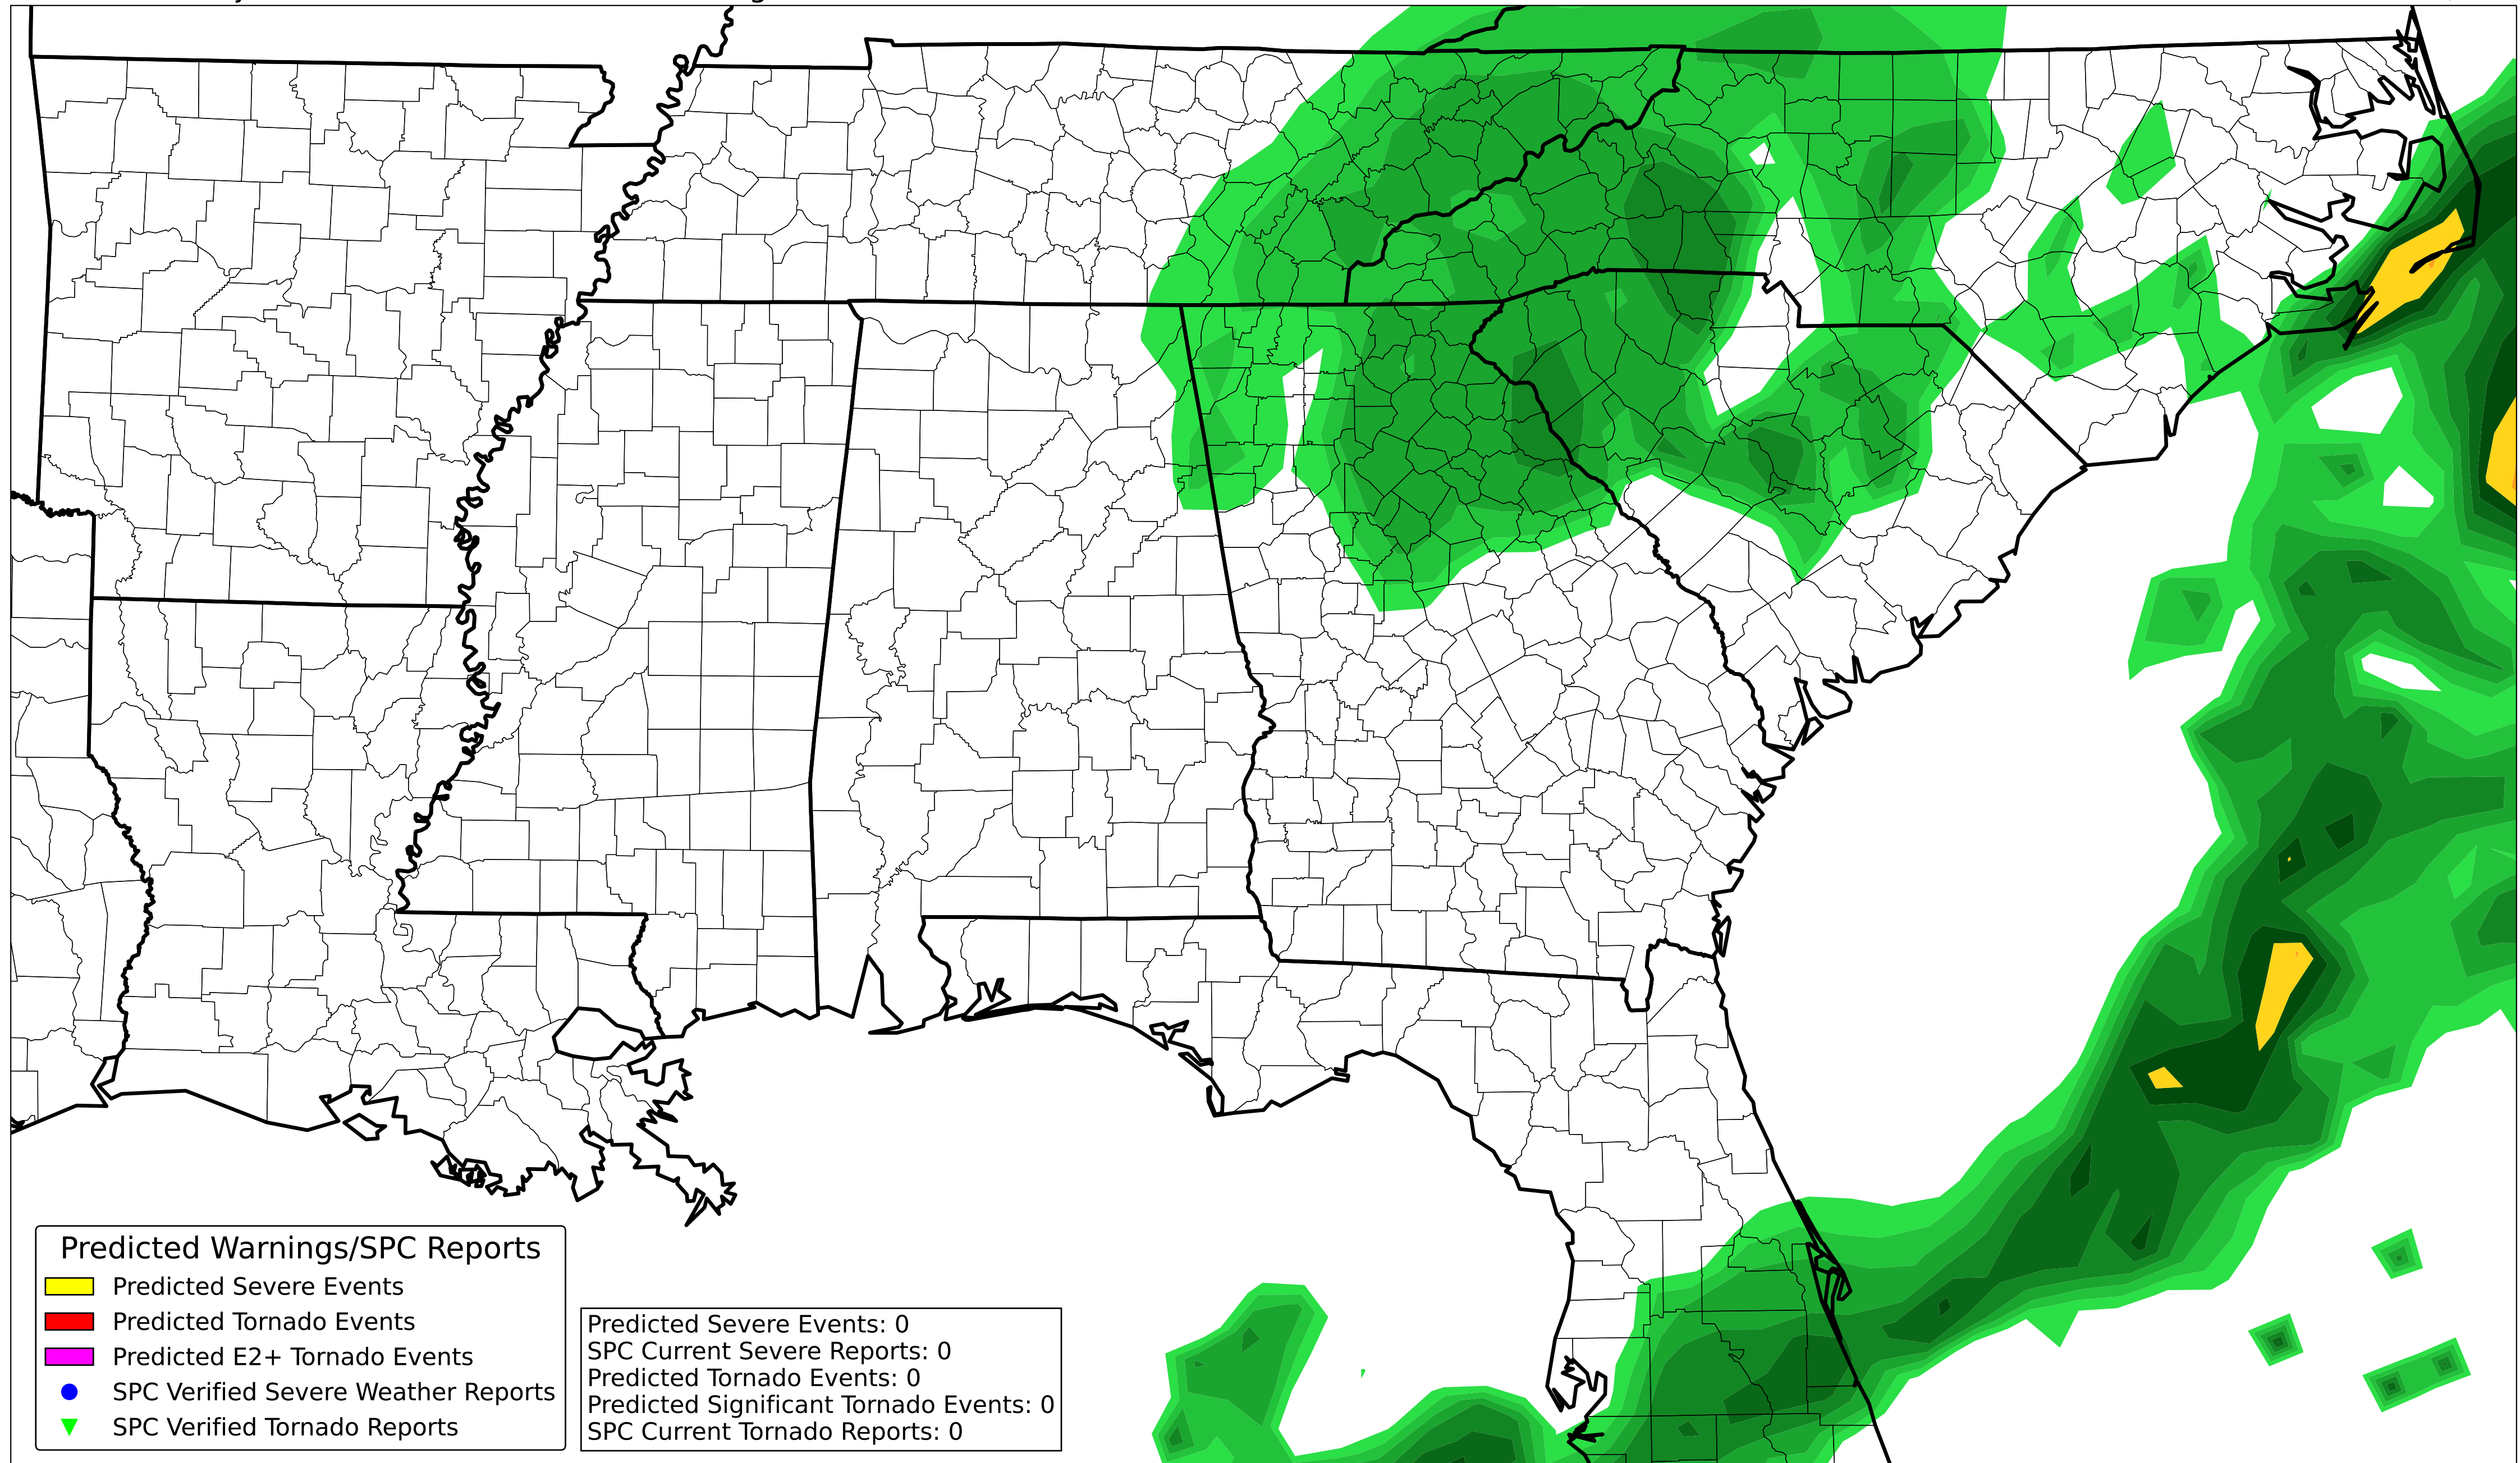 Predicted Warnings/SPC Reports
Predicted Severe Events
Predicted Tornado Events
Predicted E2+ Tornado Events
SPC Verified Severe Weather Reports
SPC Verified Tornado Reports
Predicted Severe Events: 0
SPC Current Severe Reports: 0
Predicted Tornado Events: 0
Predicted Significant Tornado Events: 0
SPC Current Tornado Reports: 0